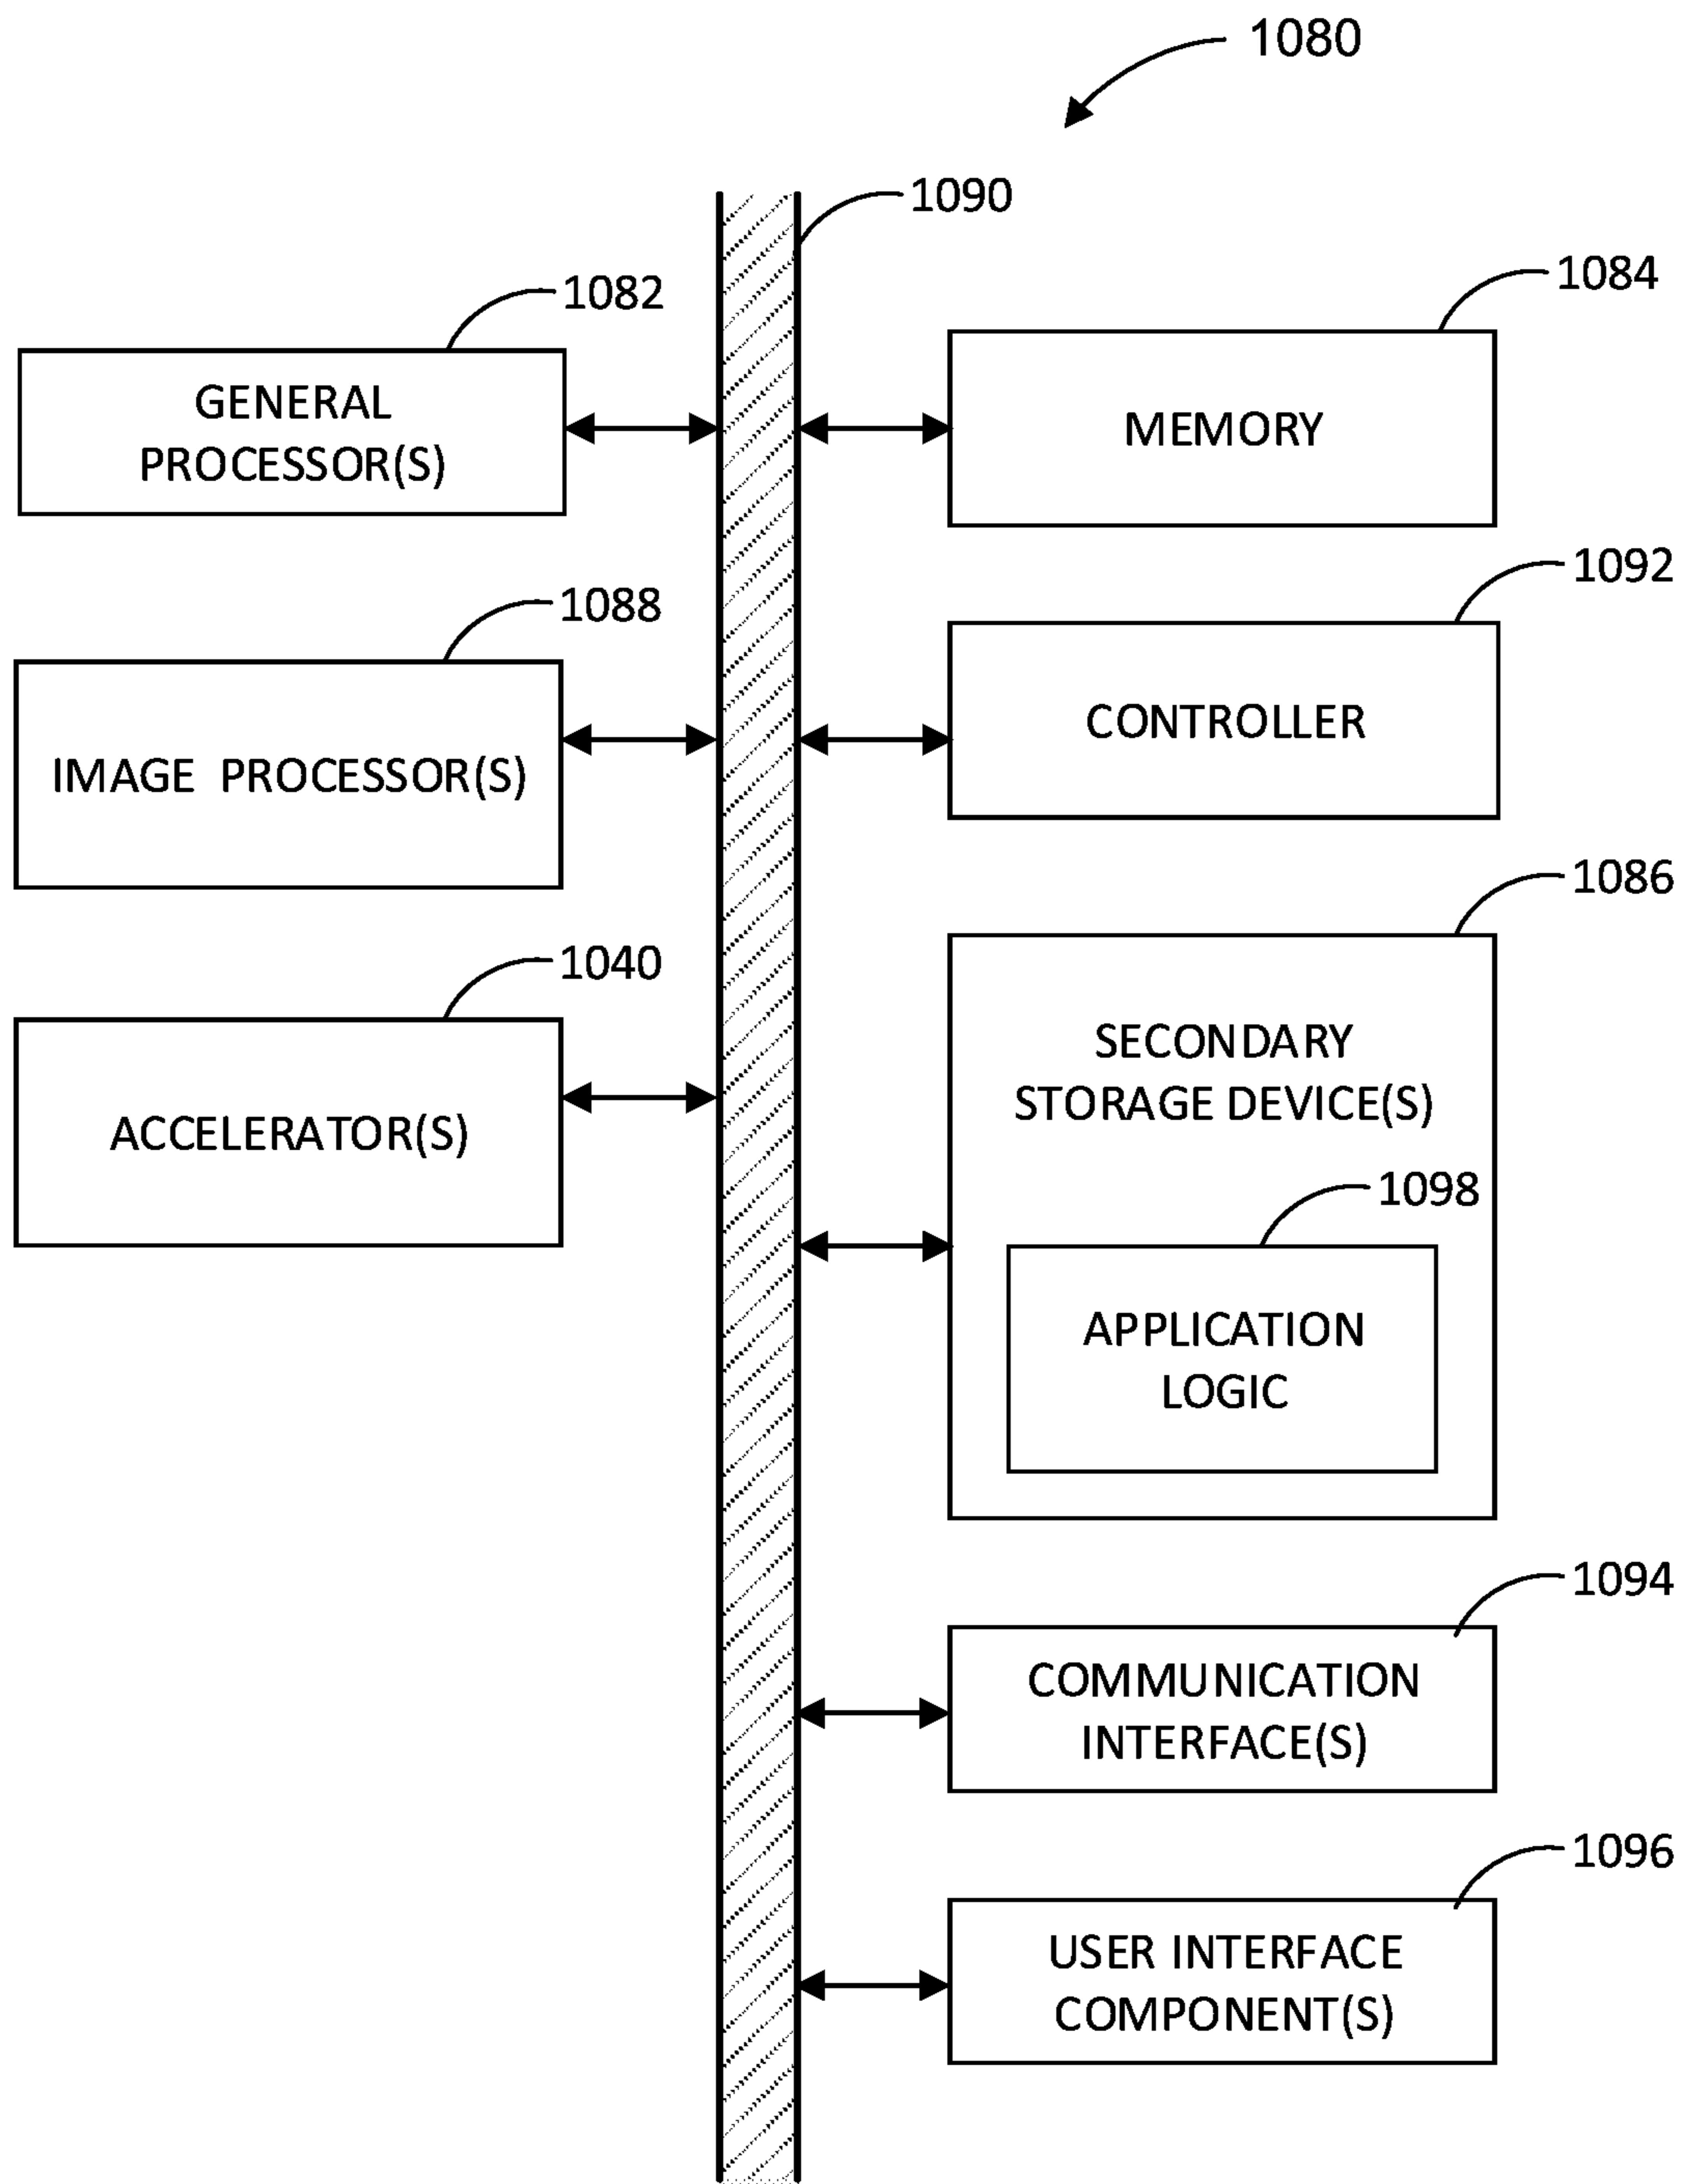 1080
1090
1082
GENERAL
PROCESSOR(S)
1084
MEMORY
1088
IMAGE PROCESSOR(S)
1092
CONTROLLER
1040
ACCELERATOR(S)
1086
SECONDARY
STORAGE DEVICE(S)
1098
APPLICATION
LOGIC
1094
COMMUNICATION
INTERFACE(S)
1096
USER INTERFACE
COMPONENT(S)